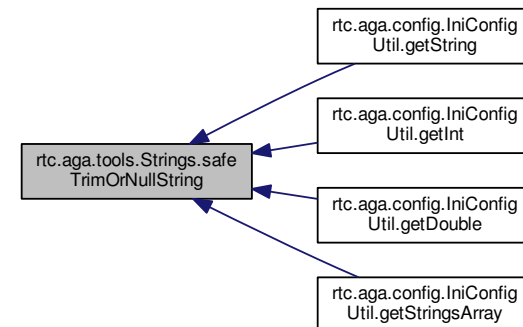 rtc.aga.config.IniConfig
Util.getString
rtc.aga.config.IniConfig
Util.getInt
rtc.aga.tools.Strings.safe
TrimOrNullString
rtc.aga.config.IniConfig
Util.getDouble
rtc.aga.config.IniConfig
Util.getStringsArray